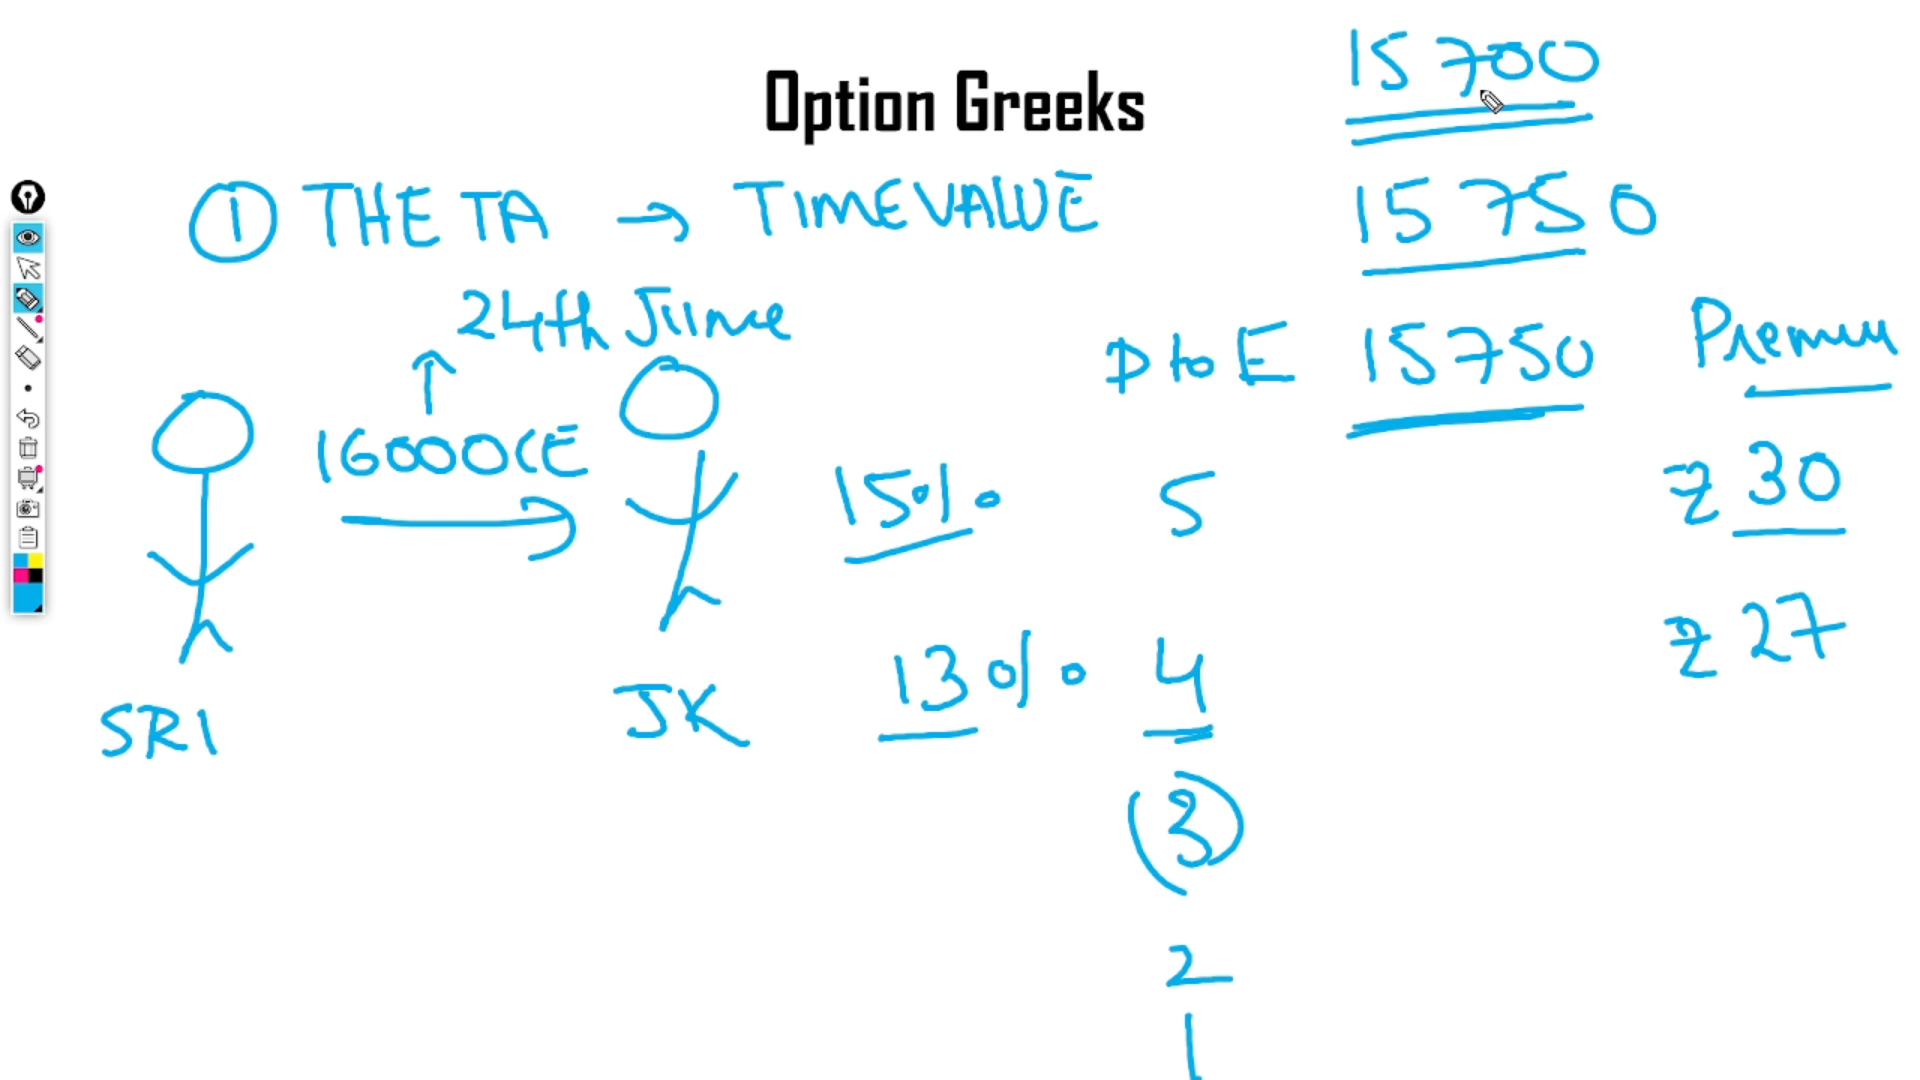 15700
Option Greeks
① THETA → TIMEVALUE
15750
24th June
D to E 15750
Premium
16000CE
15% 5 ₹ 30
13% 4 ₹ 27
SRI JK
(3)
2
1